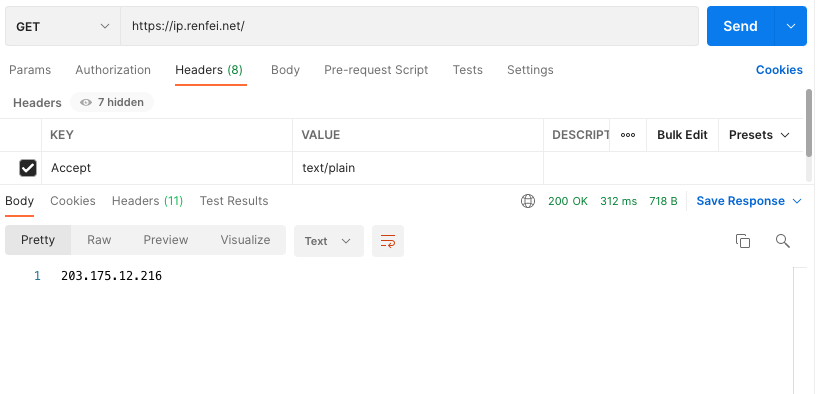 GET https://ip.renfei.net/ Send
Params Authorization Headers (8) Body Pre-request Script Tests Settings Cookies
Headers 7 hidden
KEY VALUE DESCRIPT ooo Bulk Edit Presets
Accept text/plain
Body Cookies Headers (11) Test Results 200 OK 312 ms 718 B Save Response
Pretty Raw Preview Visualize Text
1 203.175.12.216